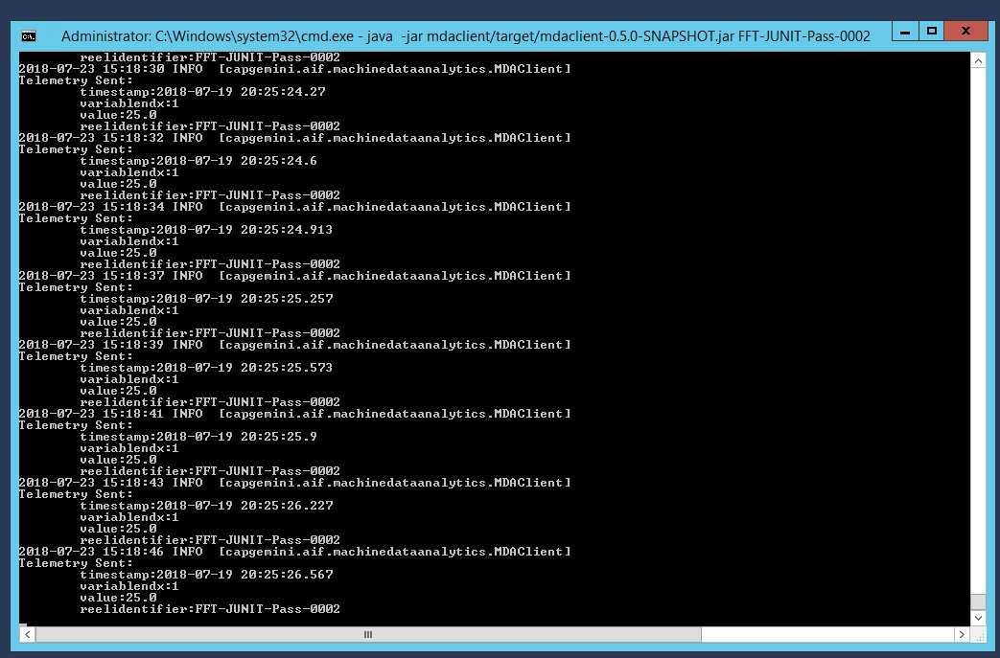 Administrator: C:\Windows\system32\cmd.exe - java  -jar mdaclient/target/mdaclient-0.5.0-SNAPSHOT.jar FFT-JUNIT-Pass-0002
reelidentifier:FFT-JUNIT-Pass-0002
2018-07-23 15:18:30 INFO  [capgemini.aif.machinedataanalytics.MDAClient]
Telemetry Sent:
timestamp:2018-07-19 20:25:24.27
variablendx:1
value:25.0
reelidentifier:FFT-JUNIT-Pass-0002
2018-07-23 15:18:32 INFO  [capgemini.aif.machinedataanalytics.MDAClient]
Telemetry Sent:
timestamp:2018-07-19 20:25:24.6
variablendx:1
value:25.0
reelidentifier:FFT-JUNIT-Pass-0002
2018-07-23 15:18:34 INFO  [capgemini.aif.machinedataanalytics.MDAClient]
Telemetry Sent:
timestamp:2018-07-19 20:25:24.913
variablendx:1
value:25.0
reelidentifier:FFT-JUNIT-Pass-0002
2018-07-23 15:18:37 INFO  [capgemini.aif.machinedataanalytics.MDAClient]
Telemetry Sent:
timestamp:2018-07-19 20:25:25.257
variablendx:1
value:25.0
reelidentifier:FFT-JUNIT-Pass-0002
2018-07-23 15:18:39 INFO  [capgemini.aif.machinedataanalytics.MDAClient]
Telemetry Sent:
timestamp:2018-07-19 20:25:25.573
variablendx:1
value:25.0
reelidentifier:FFT-JUNIT-Pass-0002
2018-07-23 15:18:41 INFO  [capgemini.aif.machinedataanalytics.MDAClient]
Telemetry Sent:
timestamp:2018-07-19 20:25:25.9
variablendx:1
value:25.0
reelidentifier:FFT-JUNIT-Pass-0002
2018-07-23 15:18:43 INFO  [capgemini.aif.machinedataanalytics.MDAClient]
Telemetry Sent:
timestamp:2018-07-19 20:25:26.227
variablendx:1
value:25.0
reelidentifier:FFT-JUNIT-Pass-0002
2018-07-23 15:18:46 INFO  [capgemini.aif.machinedataanalytics.MDAClient]
Telemetry Sent:
timestamp:2018-07-19 20:25:26.567
variablendx:1
value:25.0
reelidentifier:FFT-JUNIT-Pass-0002